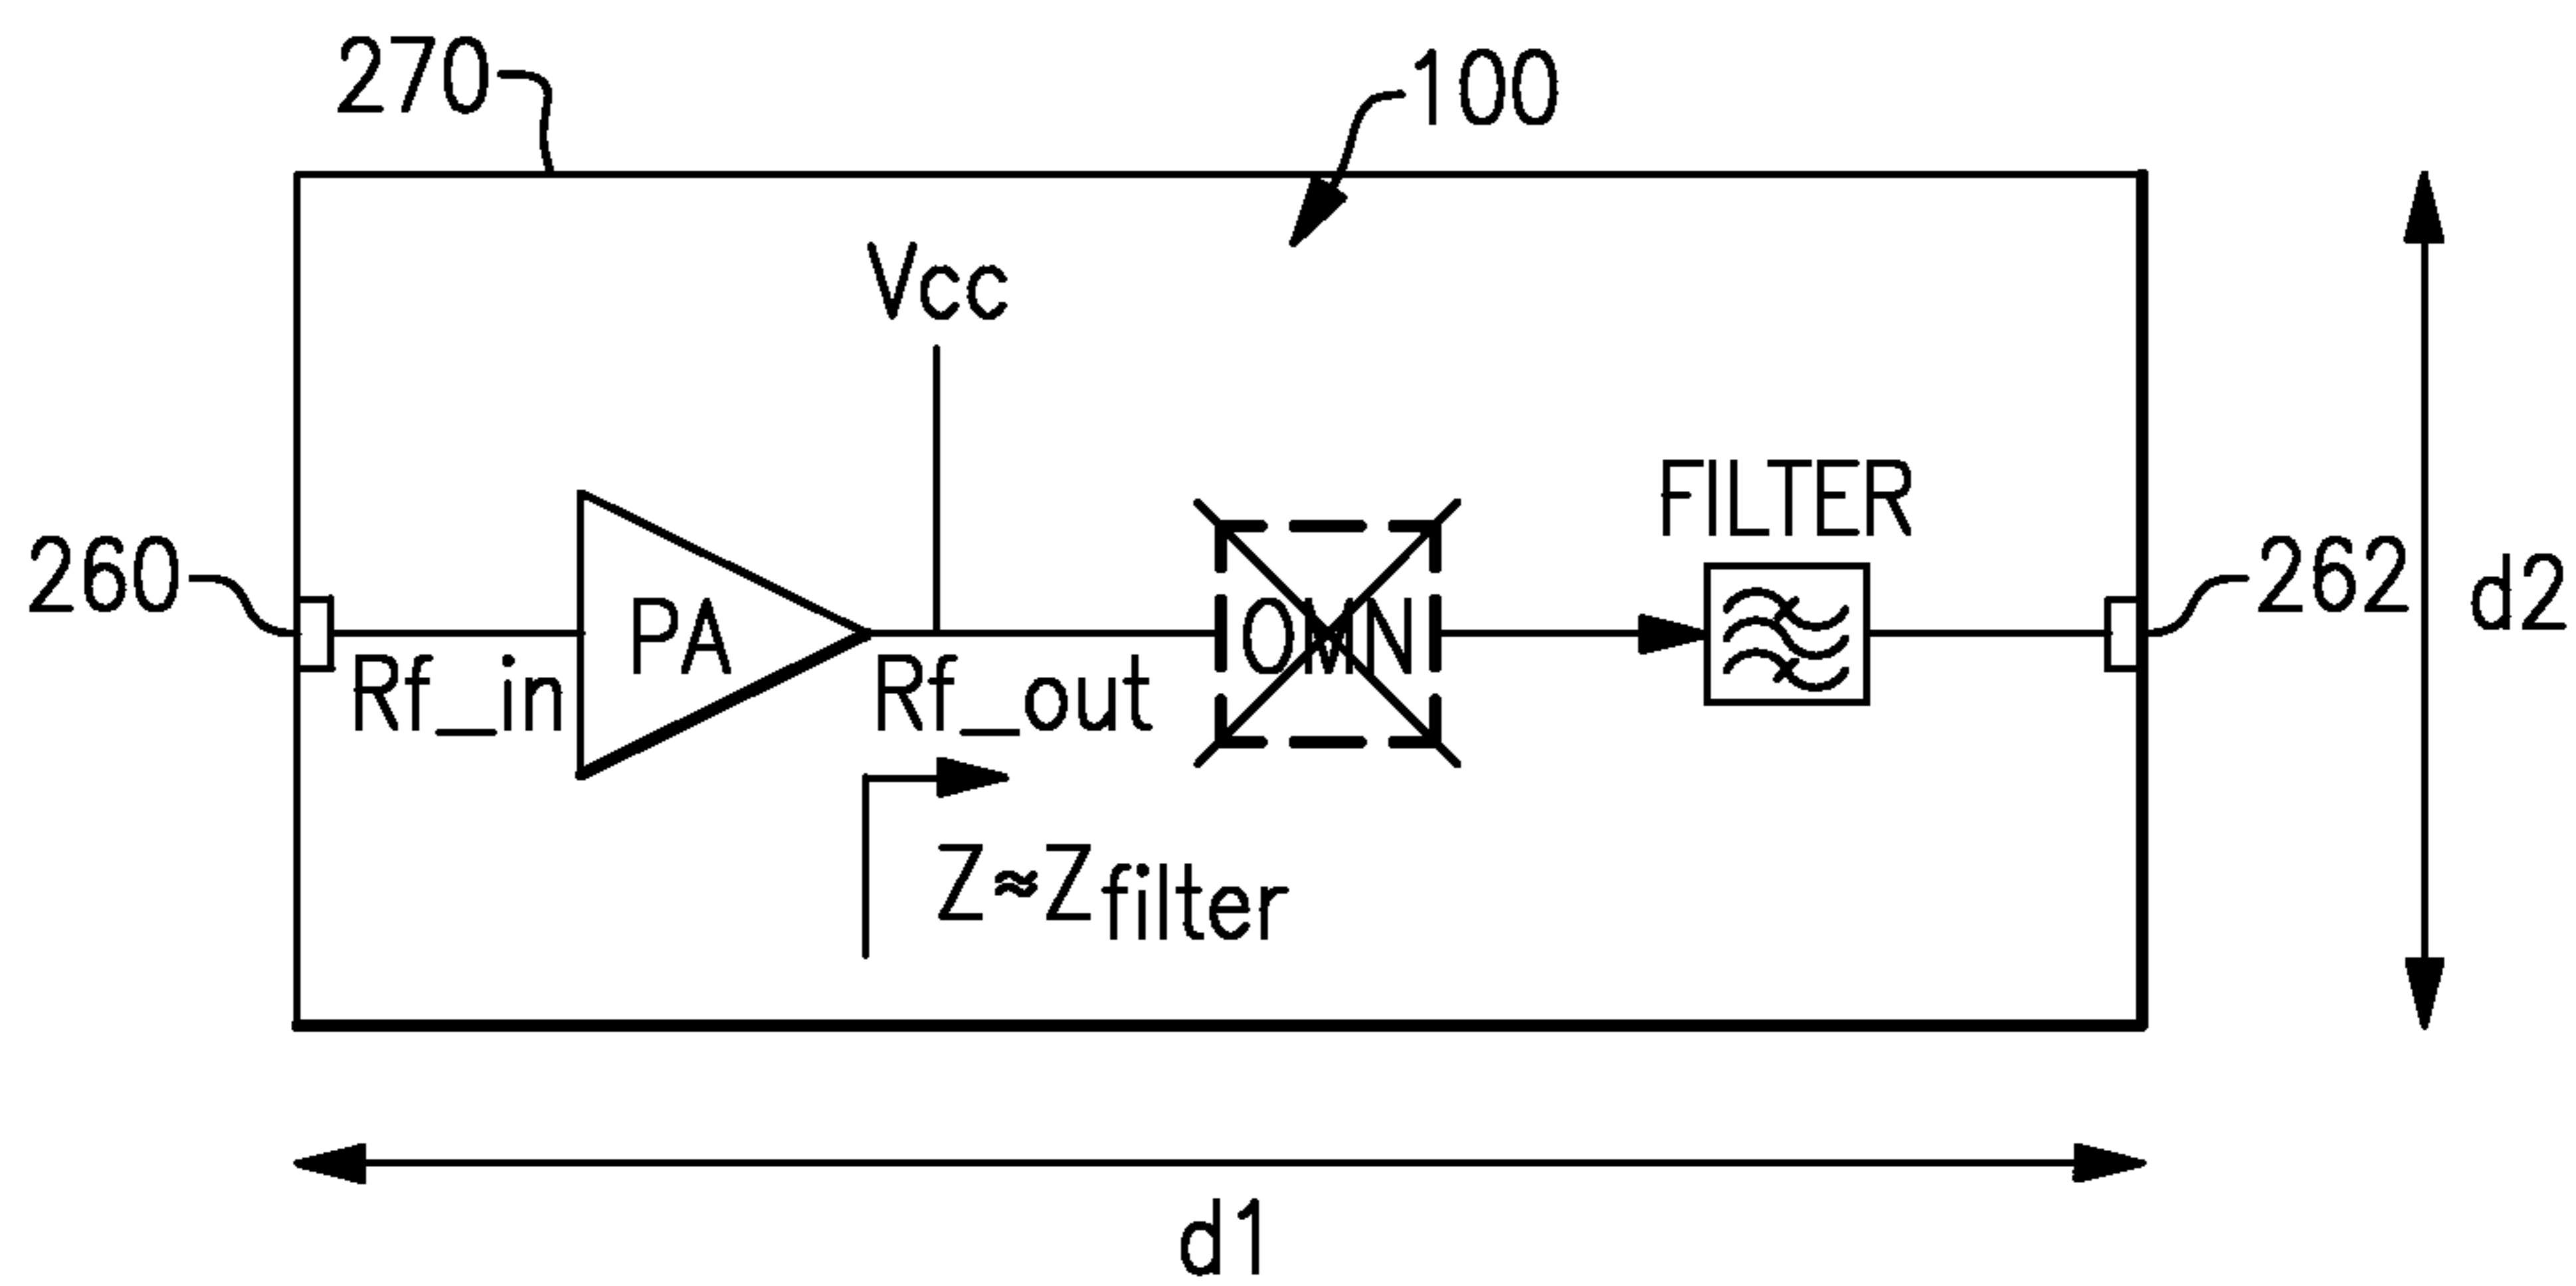 270
100
Vcc
FILTER
260
PA
OMN
262
d2
Rf_in
Rf_out
Z≈Zfilter
d1